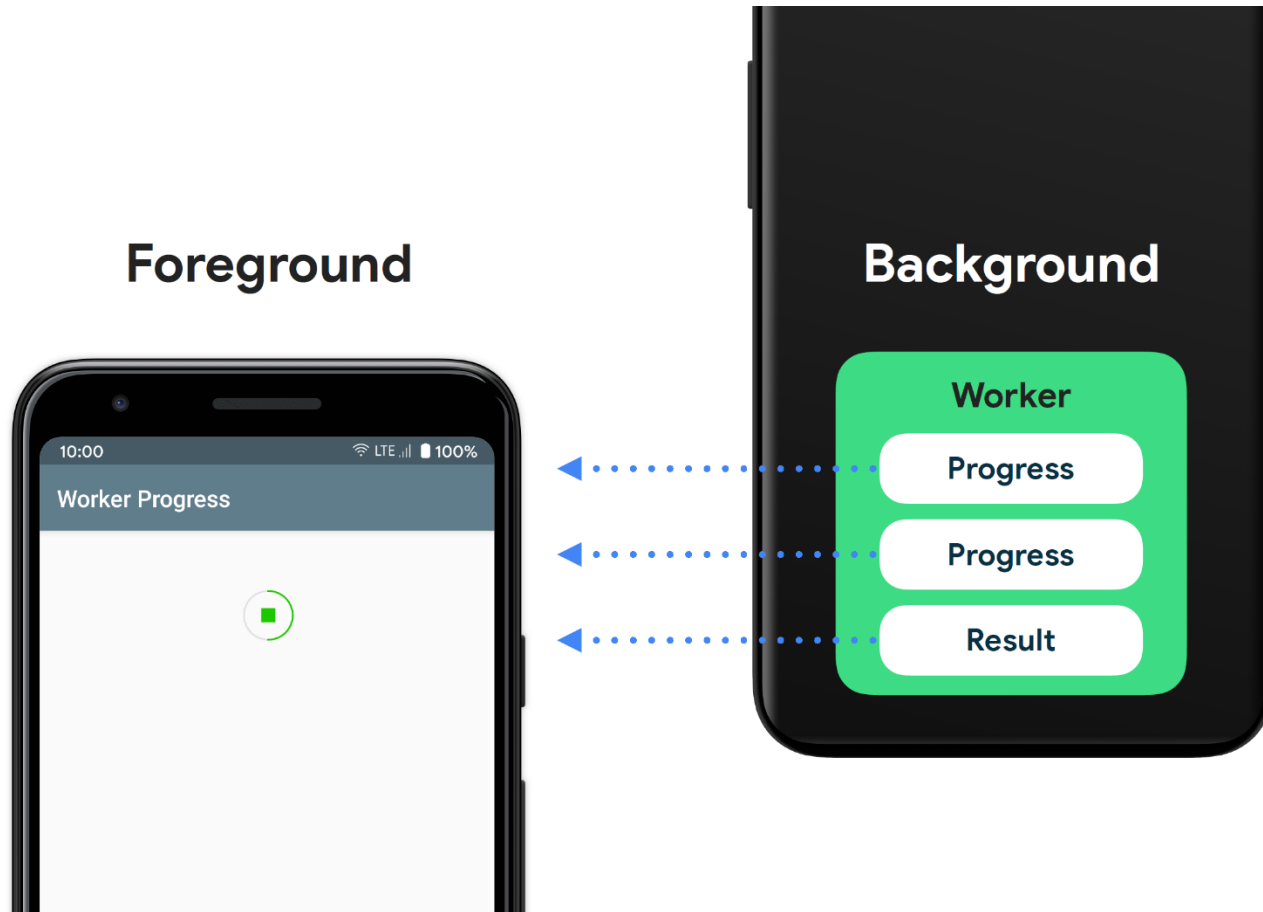 Foreground
10:00 LTE 100%
Worker Progress
Background
Worker
Progress
Progress
Result